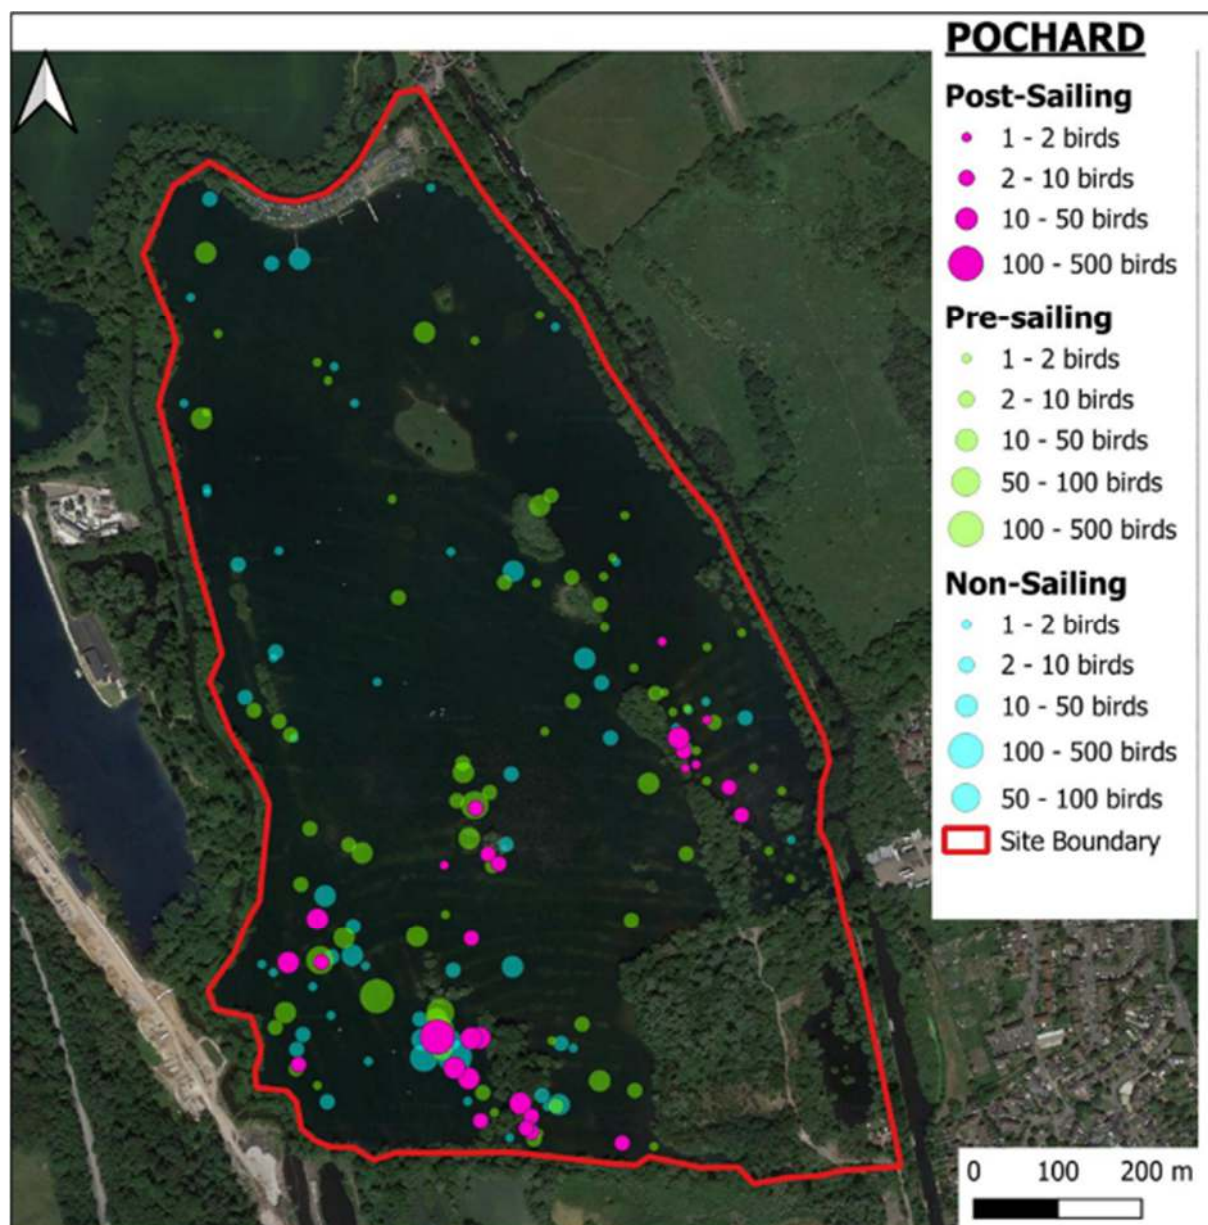 POCHARD
Post-Sailing
1 - 2 birds
2 - 10 birds
10 - 50 birds
100 - 500 birds
Pre-sailing
1 - 2 birds
2 - 10 birds
10 - 50 birds
50 - 100 birds
100 - 500 birds
Non-Sailing
1 - 2 birds
2 - 10 birds
10 - 50 birds
100 - 500 birds
50 - 100 birds
Site Boundary
0 100 200 m